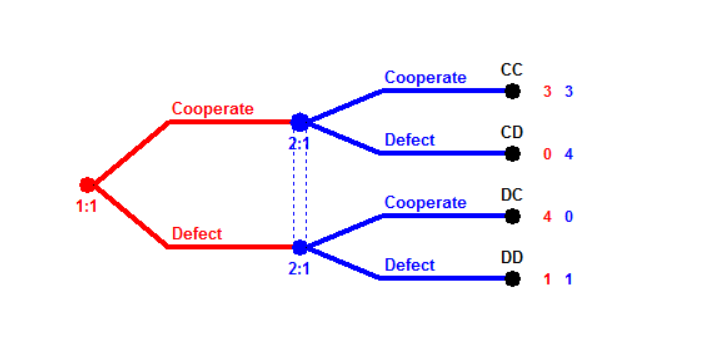 CC
Cooperate
3 3
Cooperate
CD
2:1
Defect
0 4
1:1
DC
Cooperate
4 0
Defect
DD
2:1
Defect
1 1